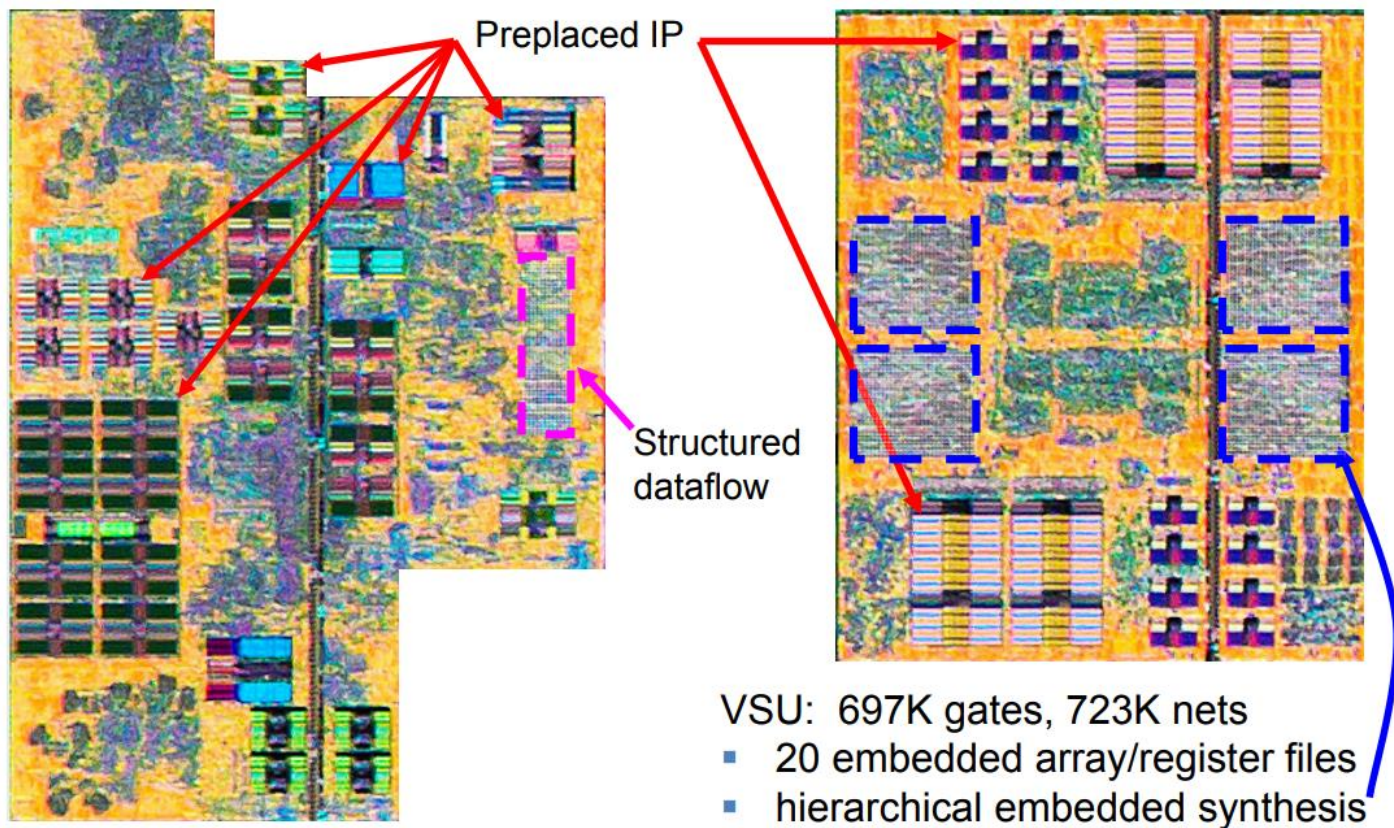 Preplaced IP
Structured
dataflow
VSU: 697K gates, 723K nets
▪ 20 embedded array/register files
▪ hierarchical embedded synthesis